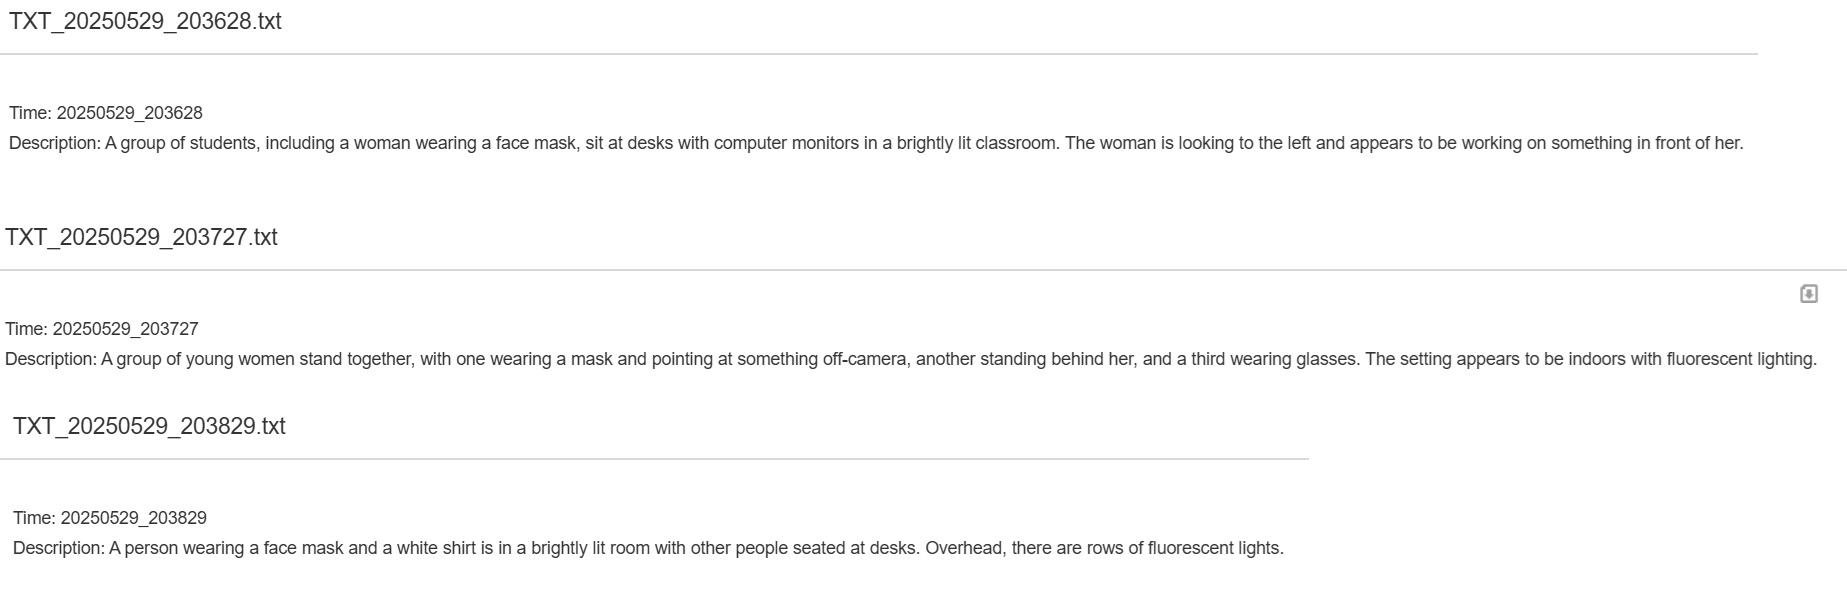 TXT_20250529_203628.txt
Time: 20250529_203628
Description: A group of students, including a woman wearing a face mask, sit at desks with computer monitors in a brightly lit classroom. The woman is looking to the left and appears to be working on something in front of her.
TXT_20250529_203727.txt
Time: 20250529_203727
Description: A group of young women stand together, with one wearing a mask and pointing at something off-camera, another standing behind her, and a third wearing glasses. The setting appears to be indoors with fluorescent lighting.
TXT_20250529_203829.txt
Time: 20250529_203829
Description: A person wearing a face mask and a white shirt is in a brightly lit room with other people seated at desks. Overhead, there are rows of fluorescent lights.